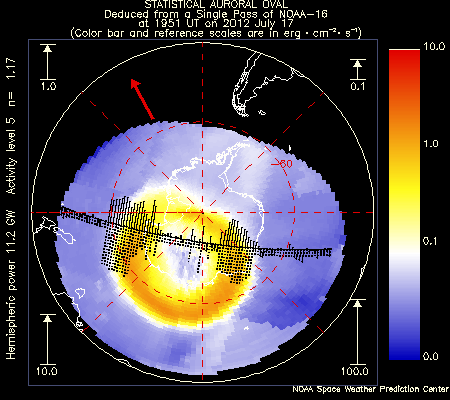 STATISTICAL AURORAL OVAL
Deduced from a Single Pass of NOAA-16
at 1951 UT on 2012 July 17
(Color bar and reference scales are in erg · cm⁻² · s⁻¹)
Hemispheric power 11.2 GW Activity level 5 n= 1.17
1.0
0.1
-60
10.0
100.0
10.0
1.0
0.1
0.0
NOAA Space Weather Prediction Center